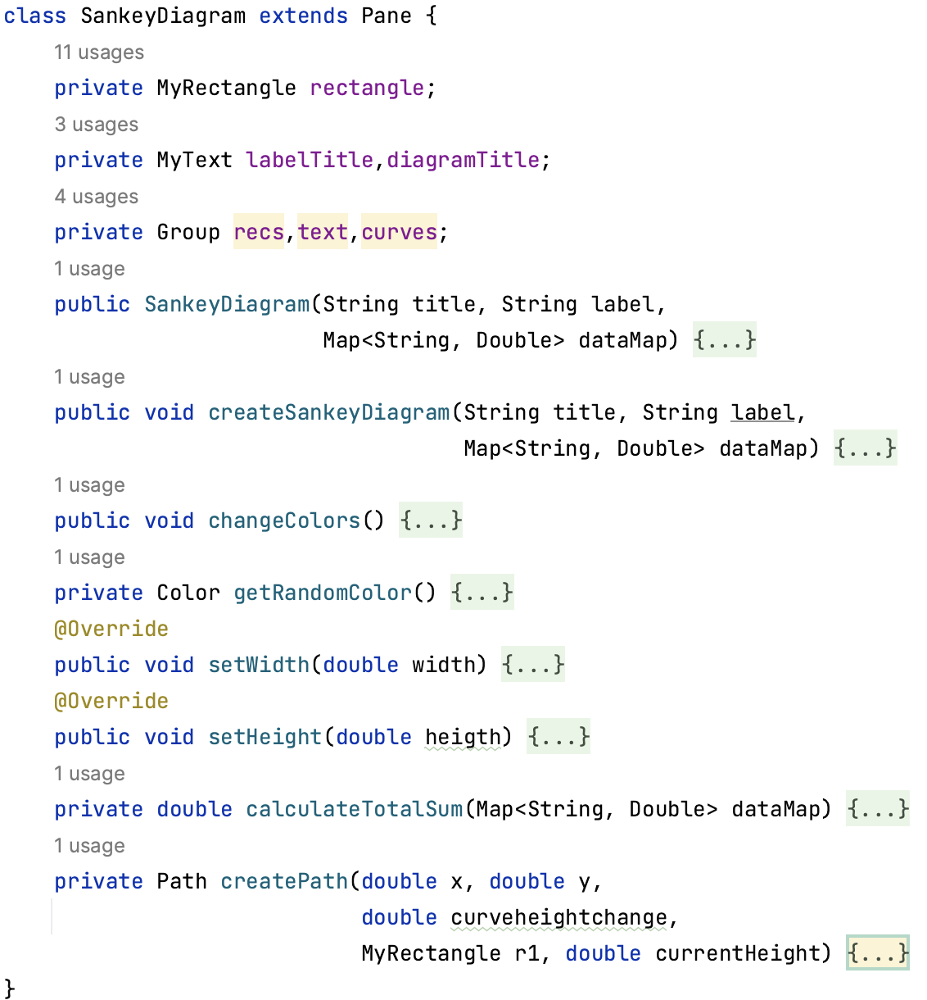 class SankeyDiagram extends Pane {
11 usages
private MyRectangle rectangle;
3 usages
private MyText labelTitle,diagramTitle;
4 usages
private Group recs,text,curves;
1 usage
public SankeyDiagram(String title, String label,
Map<String, Double> dataMap) {...}
1 usage
public void createSankeyDiagram(String title, String label,
Map<String, Double> dataMap) {...}
1 usage
public void changeColors() {...}
1 usage
private Color getRandomColor() {...}
@Override
public void setWidth(double width) {...}
@Override
public void setHeight(double heigth) {...}
1 usage
private double calculateTotalSum(Map<String, Double> dataMap) {...}
1 usage
private Path createPath(double x, double y,
double curveheightchange,
MyRectangle r1, double currentHeight) {...}
}